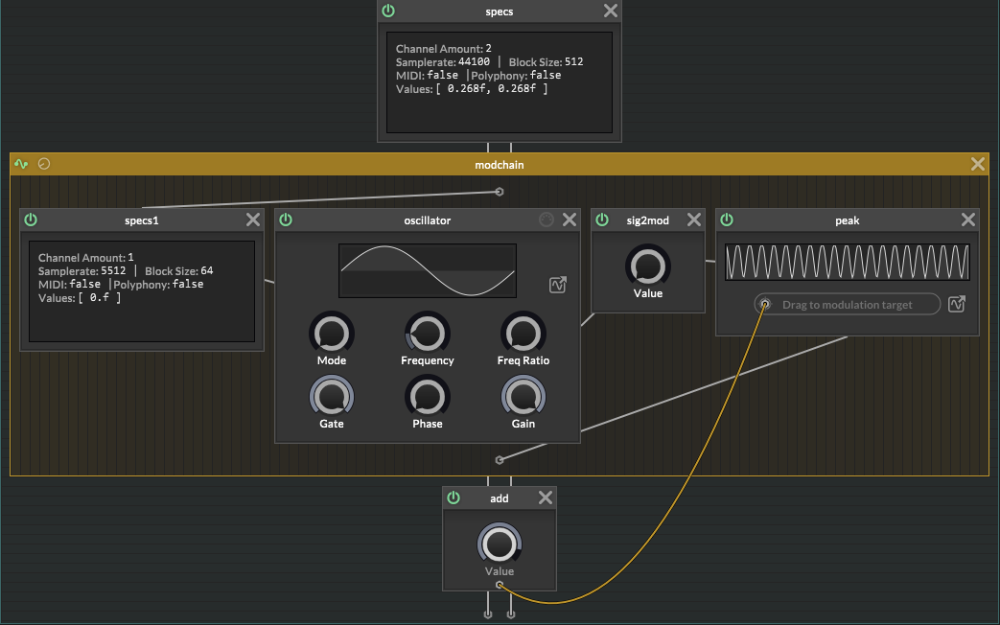 specs
Channel Amount: 2
Samplerate: 44100 | Block Size: 512
MIDI: false |Polyphony: false
Values: [ 0.268f, 0.268f ]
modchain
specs1
Channel Amount: 1
Samplerate: 5512 | Block Size: 64
MIDI: false |Polyphony: false
Values: [ 0.f ]
oscillator
Mode Frequency Freq Ratio
Gate Phase Gain
sig2mod
Value
peak
Drag to modulation target
add
Value